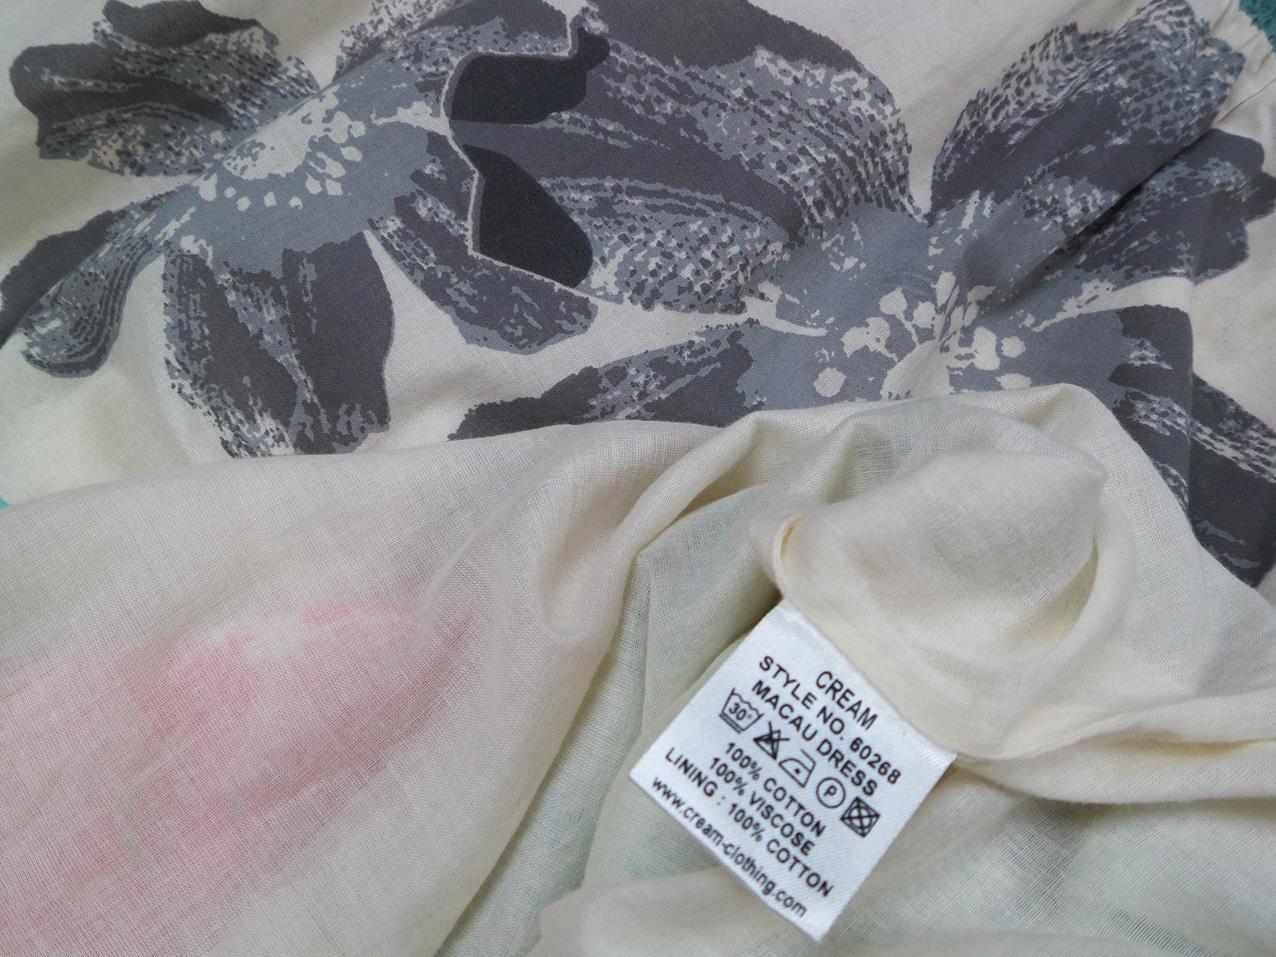 CREAM
STYLE NO. 60268
MACAU DRESS
30°
P
100% COTTON
100% VISCOSE
LINING : 100% COTTON
www.cream-clothing.com